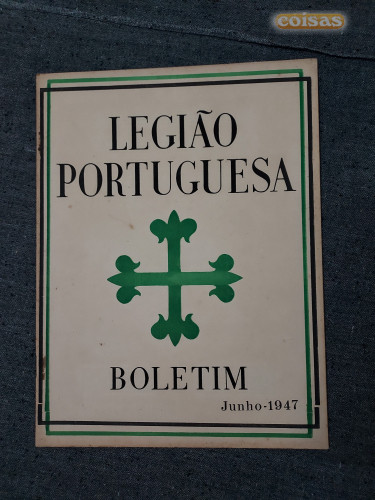 coisas
LEGIÃO
PORTUGUESA
BOLETIM
Junho-1947